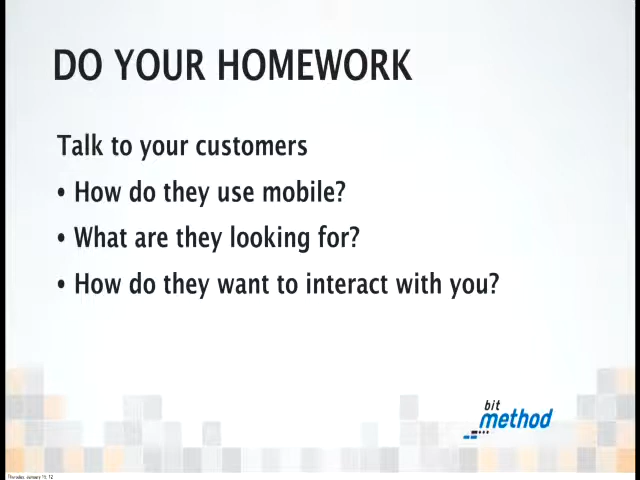 DO YOUR HOMEWORK
Talk to your customers
• How do they use mobile?
• What are they looking for?
• How do they want to interact with you?
bit
method